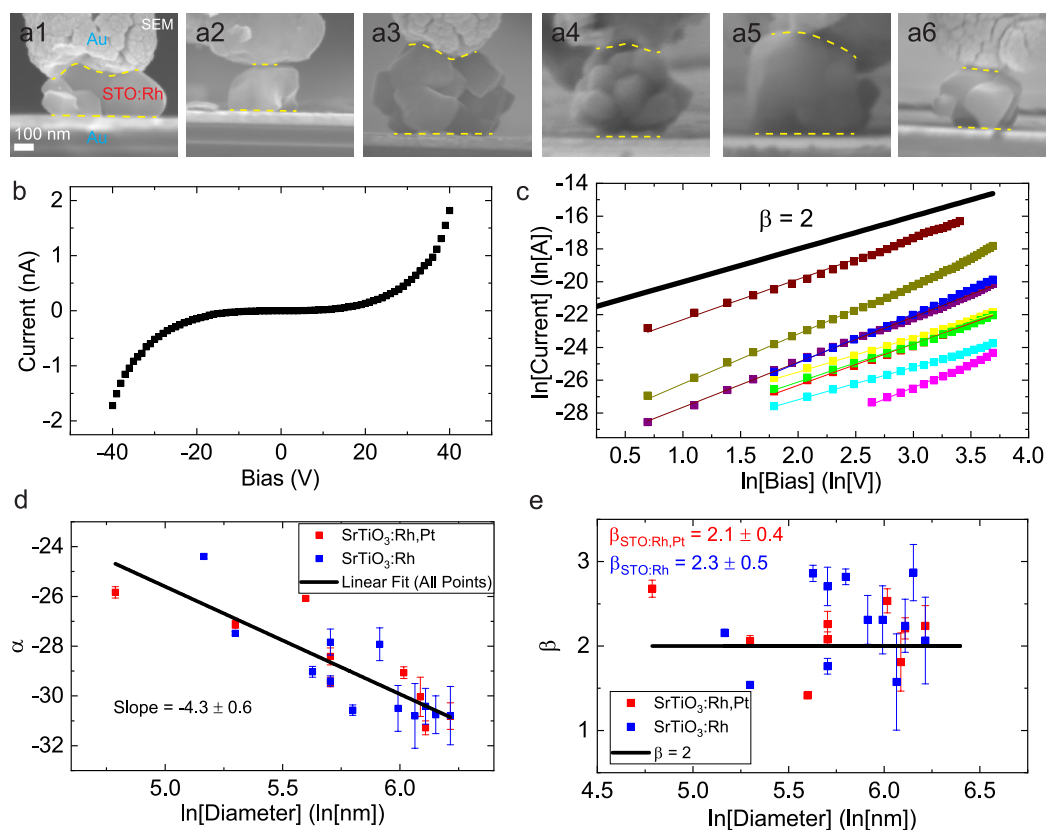 a1
SEM
Au
STO:Rh
Au
100 nm
a2
a3
a4
a5
a6
b
Current (nA)
2
1
0
-1
-2
-40
-20
0
20
40
Bias (V)
c
ln[Current] (ln[A])
-14
-16
-18
-20
-22
-24
-26
-28
β = 2
0.5
1.0
1.5
2.0
2.5
3.0
3.5
4.0
ln[Bias] (ln[V])
d
α
-24
-26
-28
-30
-32
SrTiO₃:Rh,Pt
SrTiO₃:Rh
Linear Fit (All Points)
Slope = -4.3 ± 0.6
5.0
5.5
6.0
ln[Diameter] (ln[nm])
e
β
3
2
1
βSTO:Rh,Pt = 2.1 ± 0.4
βSTO:Rh = 2.3 ± 0.5
SrTiO₃:Rh,Pt
SrTiO₃:Rh
β = 2
4.5
5.0
5.5
6.0
6.5
ln[Diameter] (ln[nm])